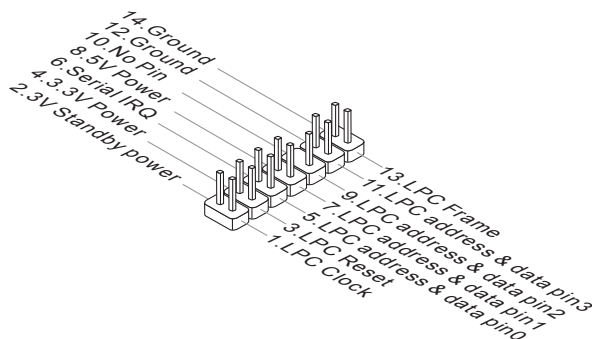 14.Ground
12.Ground
10.No Pin
8.5V Power
6.Serial IRQ
4.3.3V Power
2.3V Standby power
13.LPC Frame
11.LPC address & data pin3
9.LPC address & data pin2
7.LPC address & data pin1
5.LPC address & data pin0
3.LPC Reset
1.LPC Clock